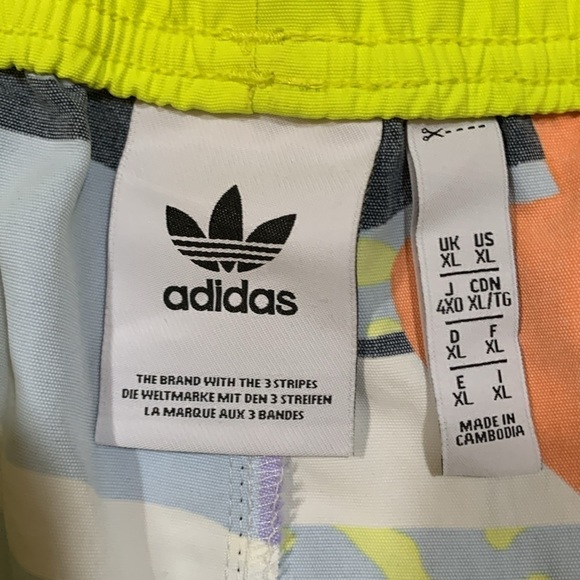 adidas
THE BRAND WITH THE 3 STRIPES
DIE WELTMARKE MIT DEN 3 STREIFEN
LA MARQUE AUX 3 BANDES
UK US
XL XL
J CDN
4XO XL/TG
D F
XL XL
E I
XL XL
MADE IN
CAMBODIA